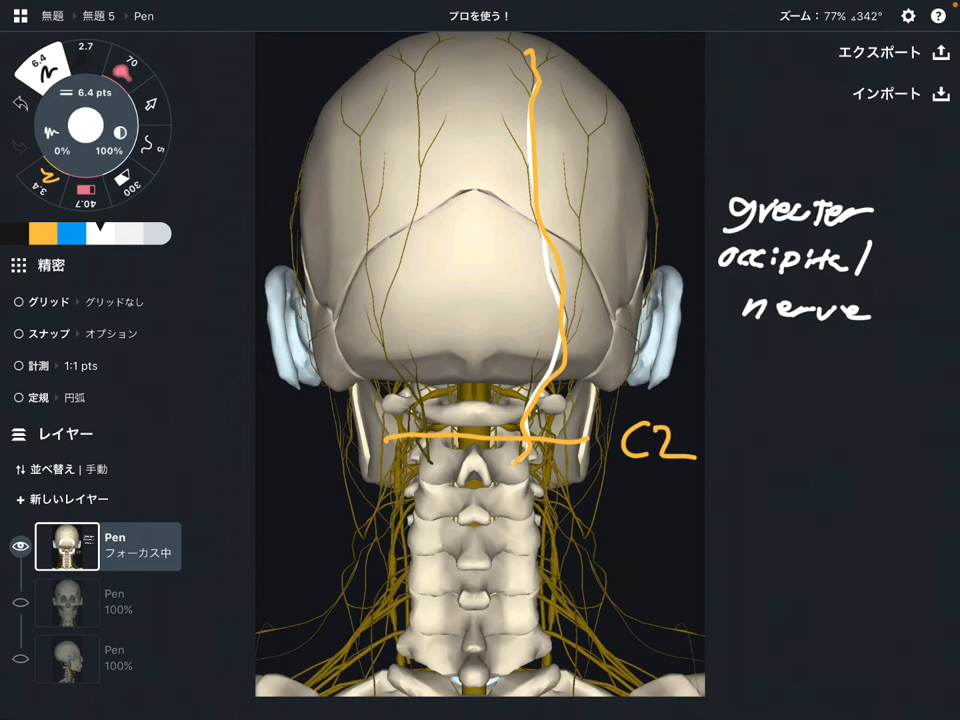 無題 ▸ 無題 5 ▸ Pen
プロを使う！
ズーム：77% ⊿342°
エクスポート
インポート
2.7
6.4
70
6.4 pts
0%
100%
5
3.4
40.7
300
精密
グリッド ▸ グリッドなし
スナップ ▸ オプション
計測 ▸ 1:1 pts
定規 ▸ 円弧
レイヤー
並べ替え | 手動
+ 新しいレイヤー
Pen
フォーカス中
Pen
100%
Pen
100%
greater
occipital
nerve
C2